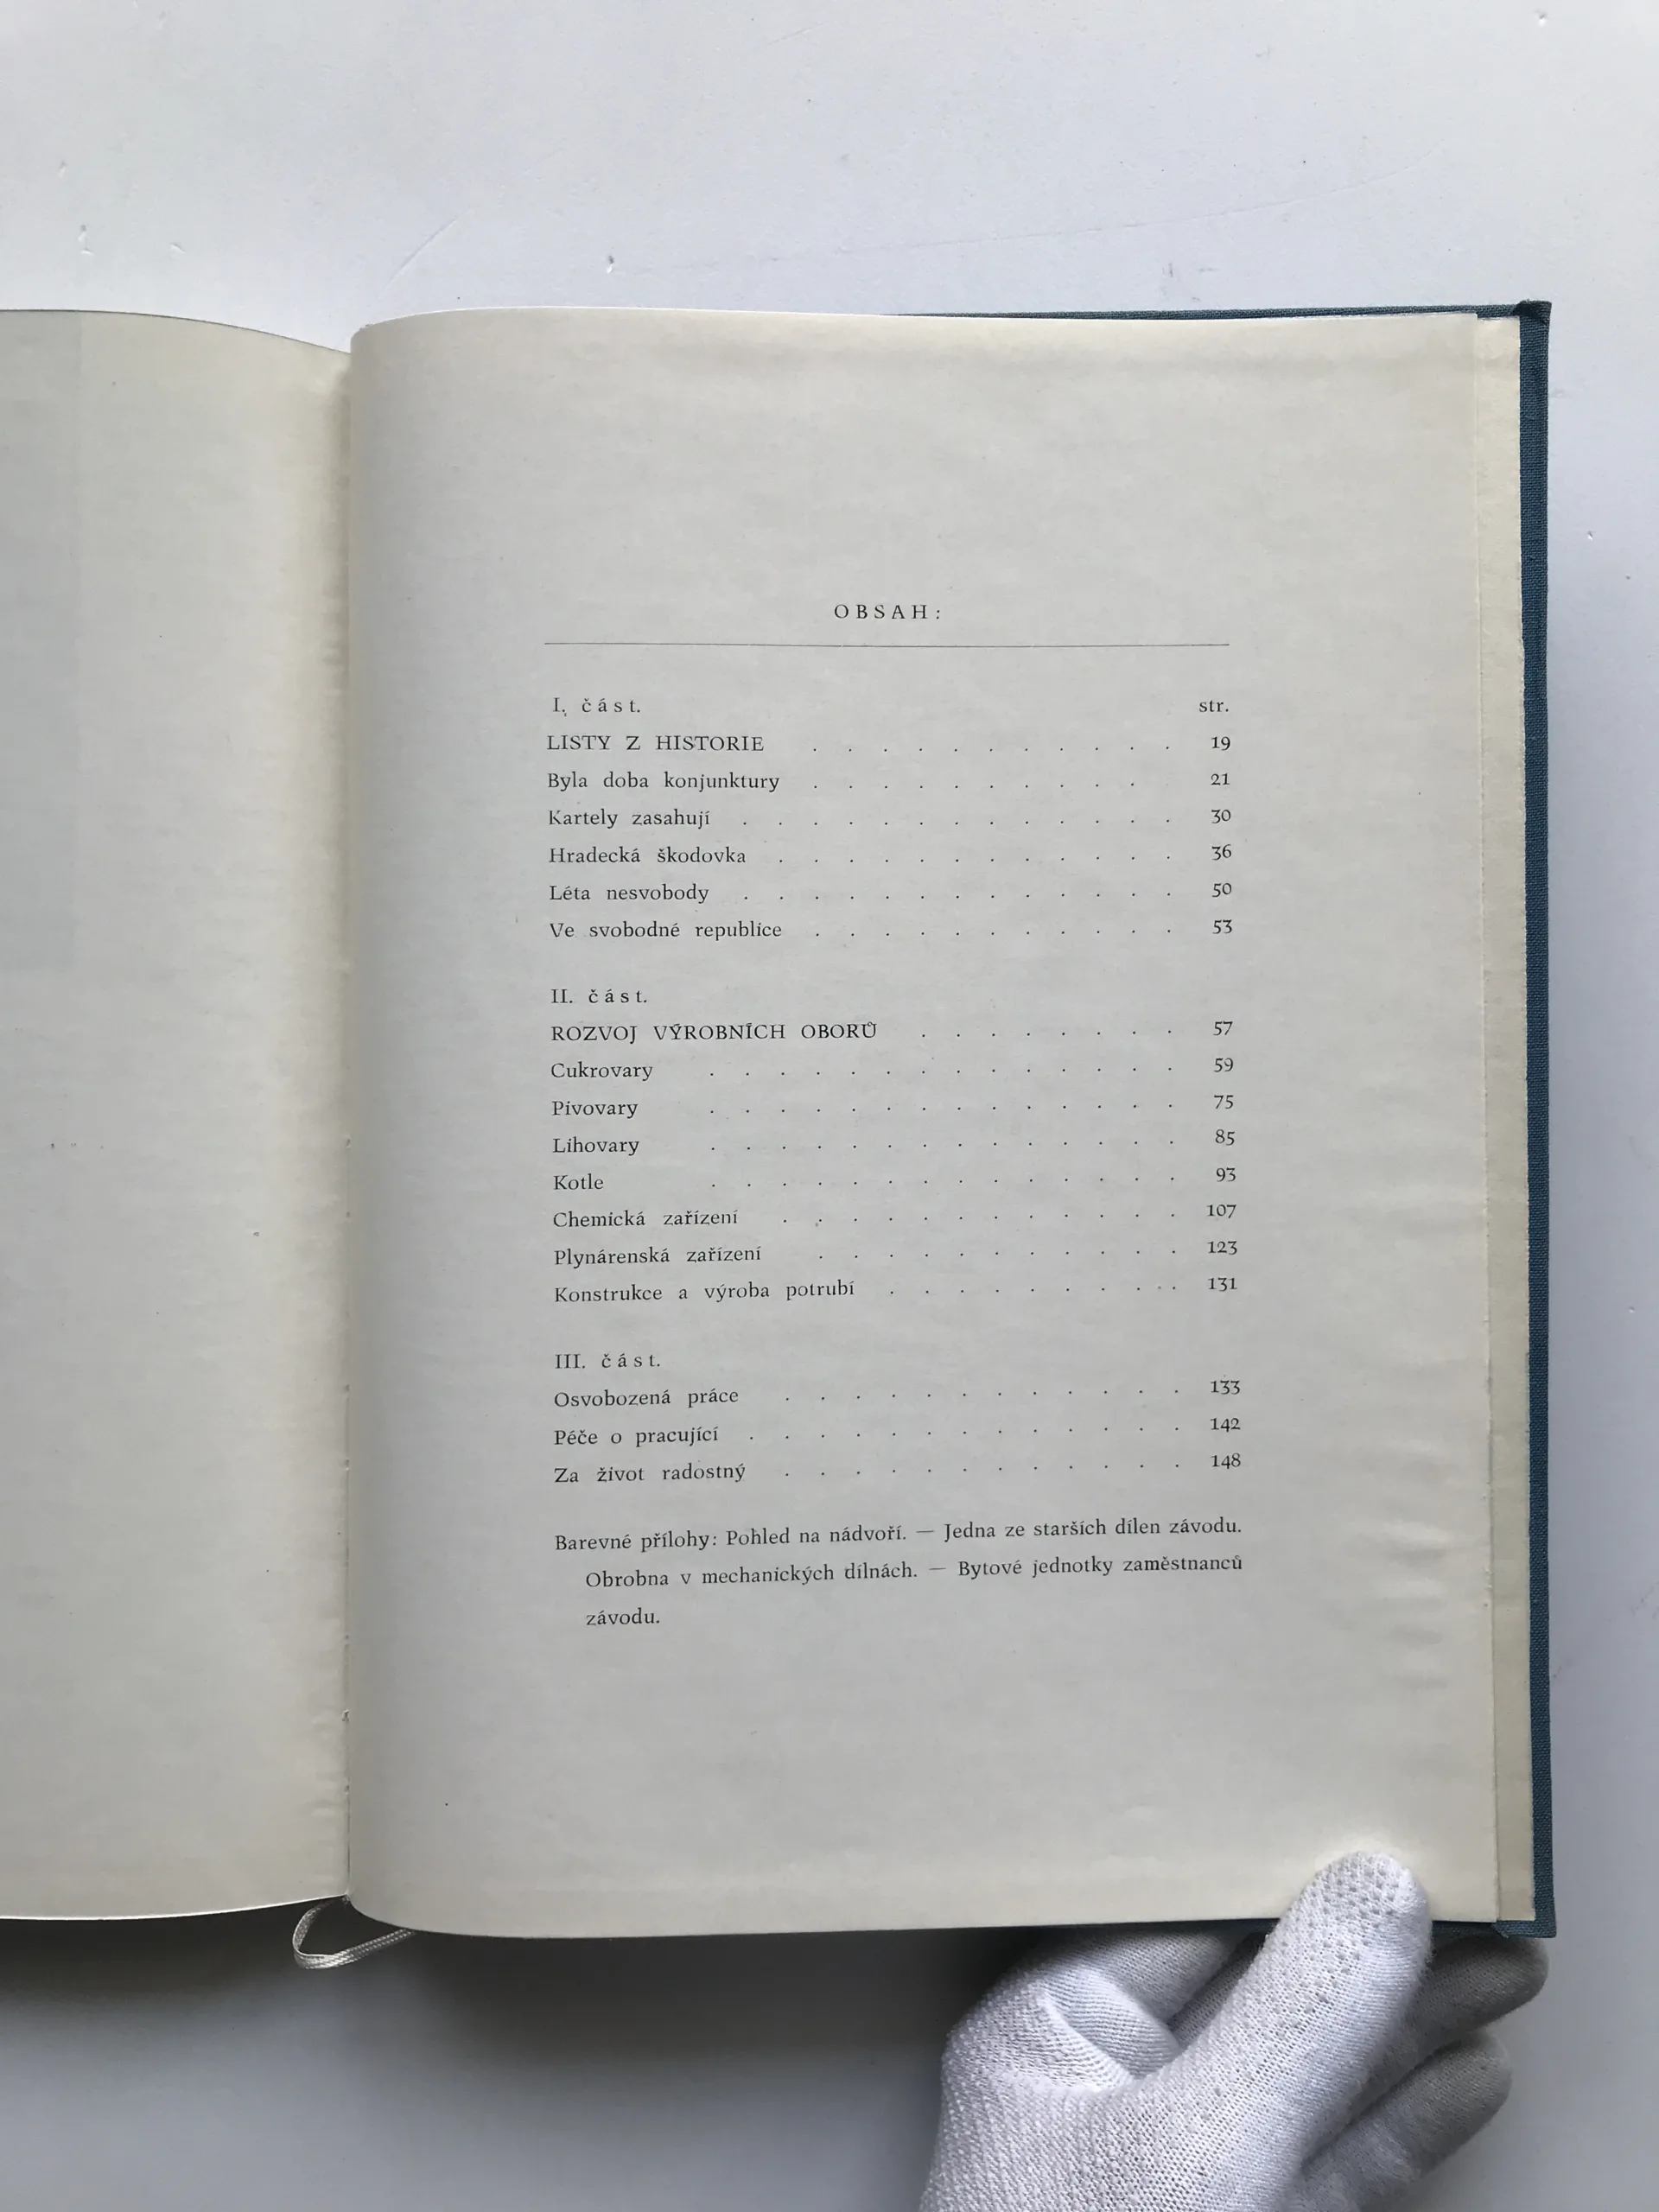 OBSAH:
I. část. str.
LISTY Z HISTORIE . . . . . . . . . . . 19
Byla doba konjunktury . . . . . . . . . . 21
Kartely zasahují . . . . . . . . . . . . . 30
Hradecká škodovka . . . . . . . . . . . . 36
Léta nesvobody . . . . . . . . . . . . . 50
Ve svobodné republice . . . . . . . . . . . 53
II. část.
ROZVOJ VÝROBNÍCH OBORŮ . . . . . . . . 57
Cukrovary . . . . . . . . . . . . . . 59
Pivovary . . . . . . . . . . . . . . 75
Lihovary . . . . . . . . . . . . . . 85
Kotle . . . . . . . . . . . . . . 93
Chemická zařízení . . . . . . . . . . . . 107
Plynárenská zařízení . . . . . . . . . . . 123
Konstrukce a výroba potrubí . . . . . . . . . . 131
III. část.
Osvobozená práce . . . . . . . . . . . . 133
Péče o pracující . . . . . . . . . . . . . 142
Za život radostný . . . . . . . . . . . . 148
Barevné přílohy: Pohled na nádvoří. — Jedna ze starších dílen závodu.
Obrobna v mechanických dílnách. — Bytové jednotky zaměstnanců
závodu.